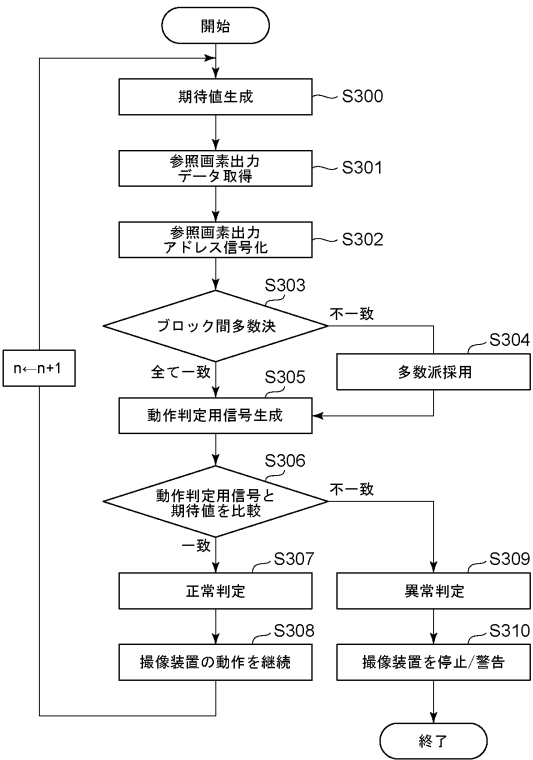 開始
期待値生成
S300
参照画素出力
データ取得
S301
参照画素出力
アドレス信号化
S302
S303
ブロック間多数決
不一致
S304
多数派採用
n←n+1
全て一致
S305
動作判定用信号生成
S306
動作判定用信号と
期待値を比較
不一致
一致
S307
正常判定
S309
異常判定
S308
撮像装置の動作を継続
S310
撮像装置を停止/警告
終了